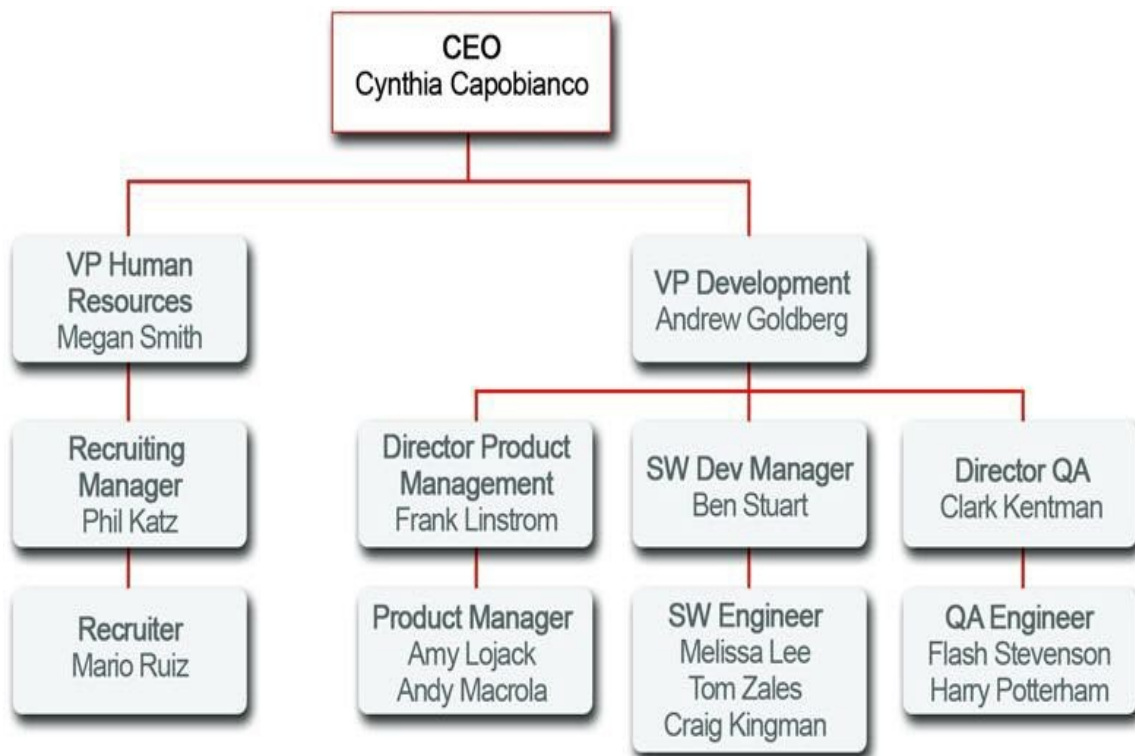 CEO
Cynthia Capobianco
VP Human
Resources
Megan Smith
VP Development
Andrew Goldberg
Recruiting
Manager
Phil Katz
Director Product
Management
Frank Linstrom
SW Dev Manager
Ben Stuart
Director QA
Clark Kentman
Recruiter
Mario Ruiz
Product Manager
Amy Lojack
Andy Macrola
SW Engineer
Melissa Lee
Tom Zales
Craig Kingman
QA Engineer
Flash Stevenson
Harry Potterham